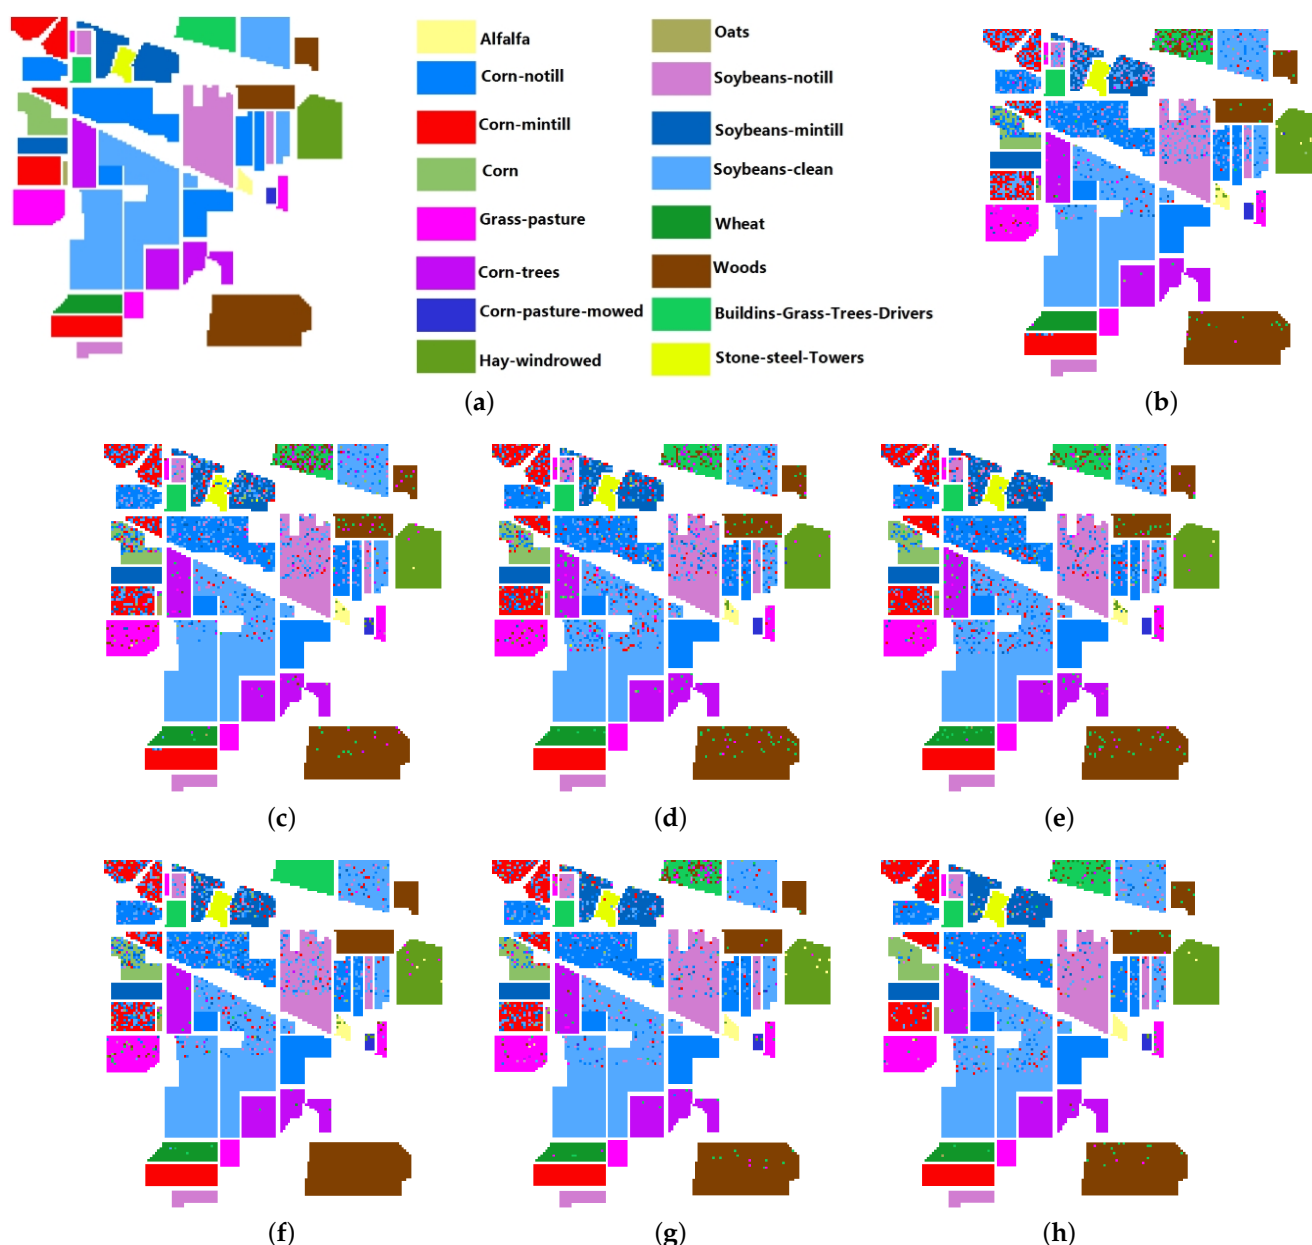 Alfalfa
Oats
Corn-notill
Soybeans-notill
Corn-mintill
Soybeans-mintill
Corn
Soybeans-clean
Grass-pasture
Wheat
Corn-trees
Woods
Corn-pasture-mowed
Buildins-Grass-Trees-Drivers
Hay-windrowed
Stone-steel-Towers
(a)
(b)
(c)
(d)
(e)
(f)
(g)
(h)